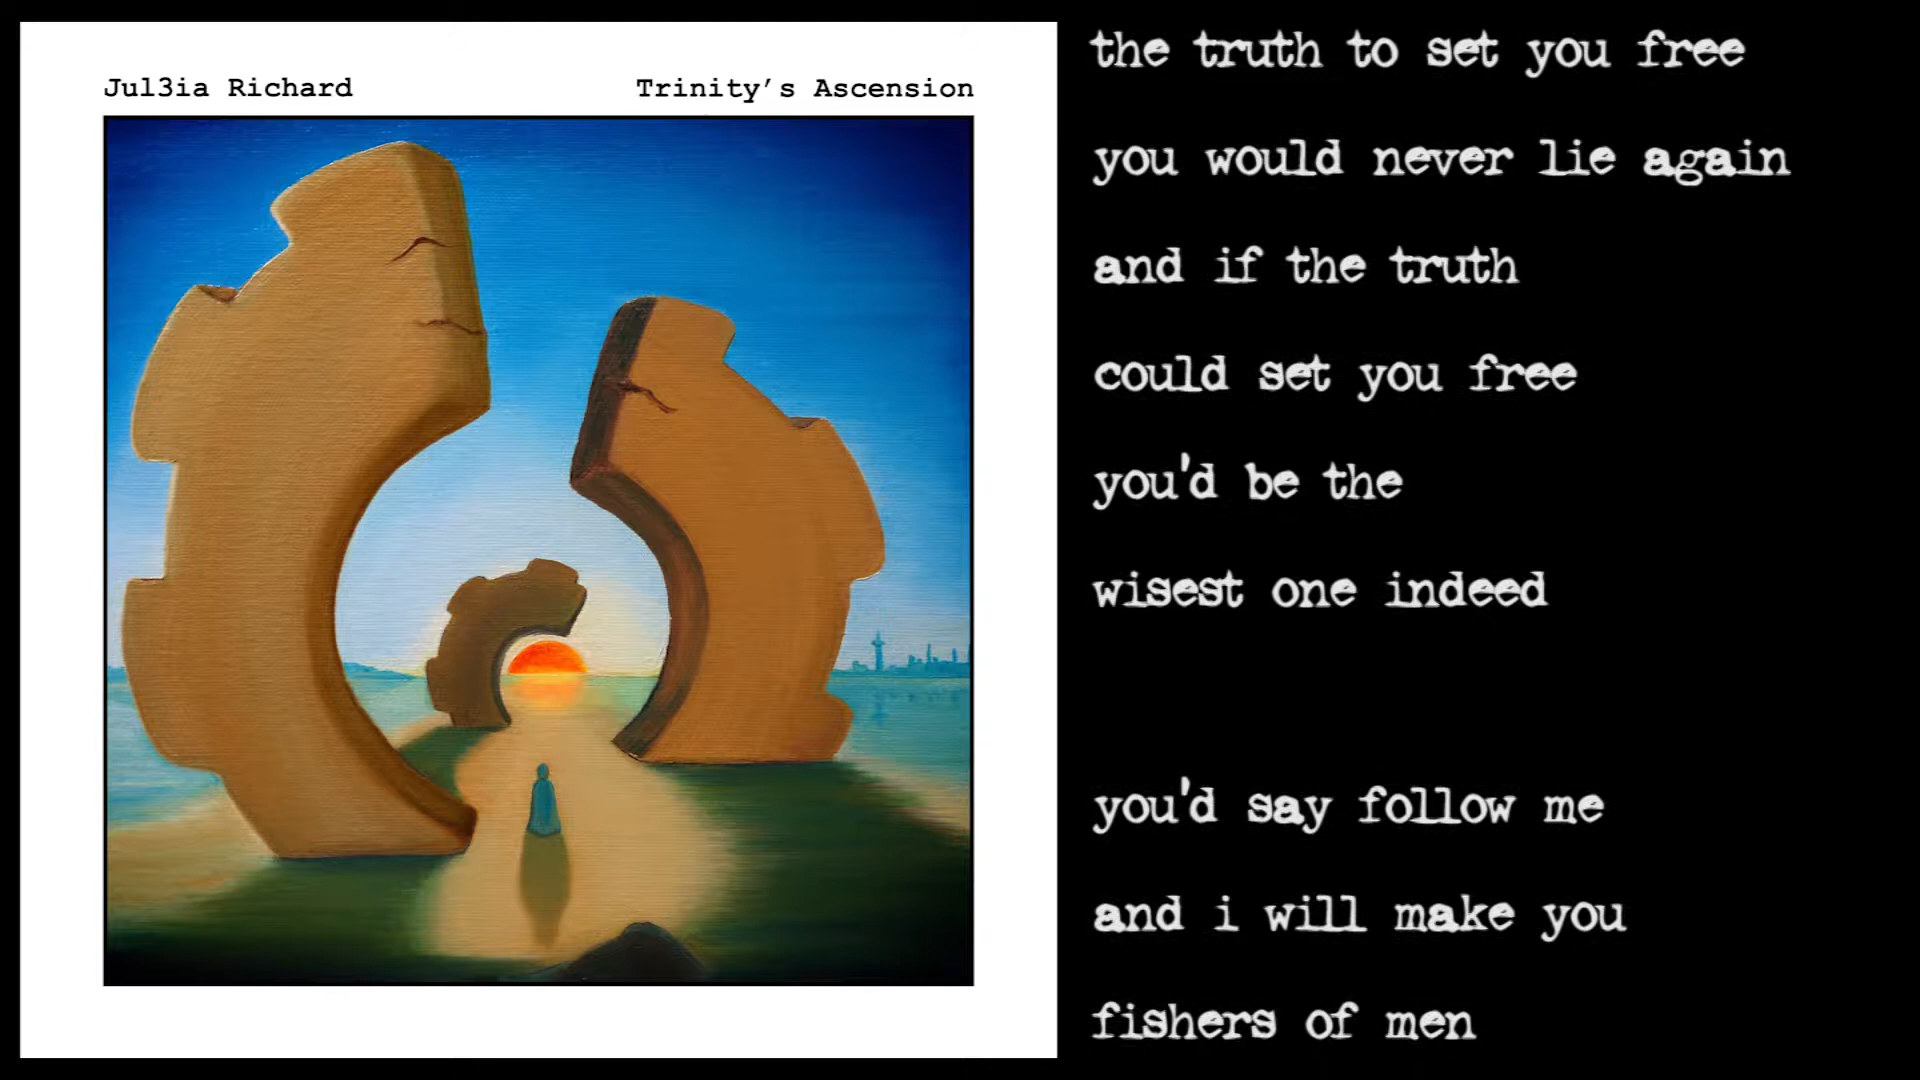 Jul3ia Richard
Trinity’s Ascension
the truth to set you free
you would never lie again
and if the truth
could set you free
you'd be the
wisest one indeed
you'd say follow me
and i will make you
fishers of men